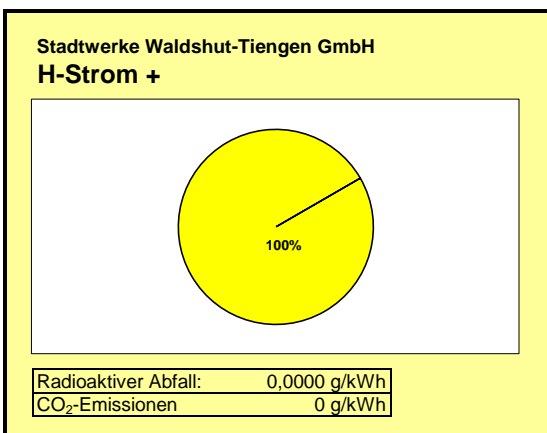 Stadtwerke Waldshut-Tiengen GmbH
H-Strom +
100%
Radioaktiver Abfall: 0,0000 g/kWh
CO₂-Emissionen 0 g/kWh